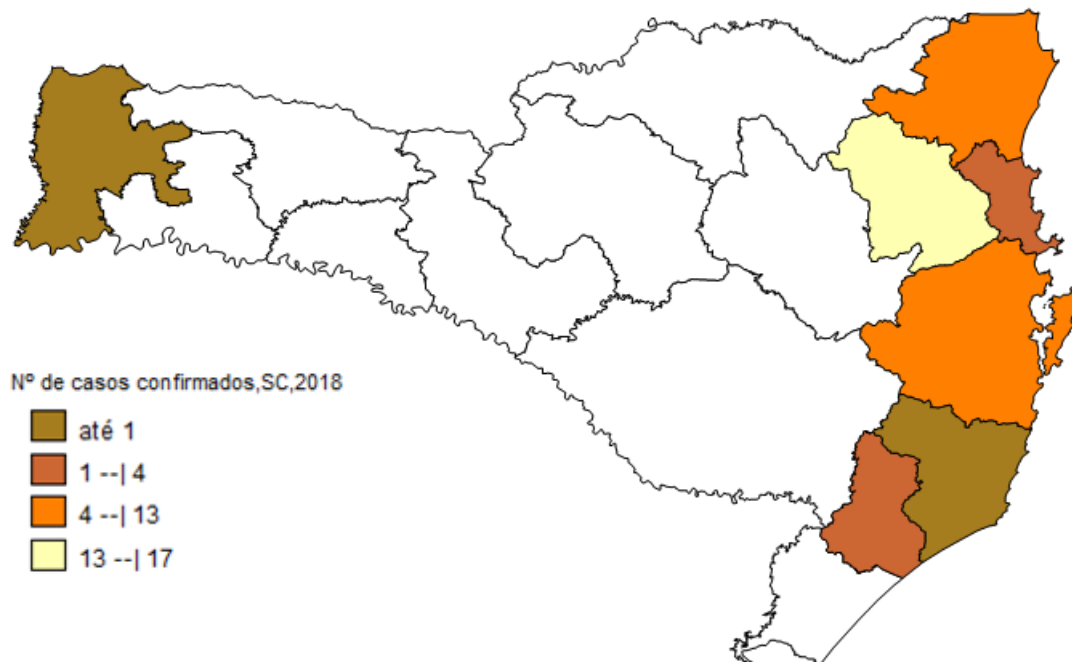 Nº de casos confirmados,SC,2018
até 1
1 --| 4
4 --| 13
13 --| 17